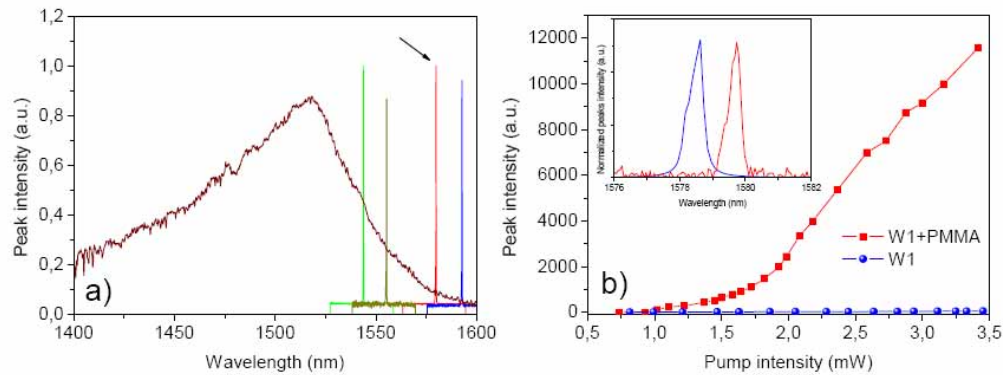 1,2
1,0
0,8
0,6
0,4
0,2
0,0
Peak intensity (a.u.)
a)
1400 1450 1500 1550 1600
Wavelength (nm)
12000
10000
8000
6000
4000
2000
0
Peak intensity (a.u.)
Normalized peaks intensity (a.u.)
1576 1578 1580 1582
Wavelength (nm)
W1+PMMA
W1
b)
0,5 1,0 1,5 2,0 2,5 3,0 3,5
Pump intensity (mW)